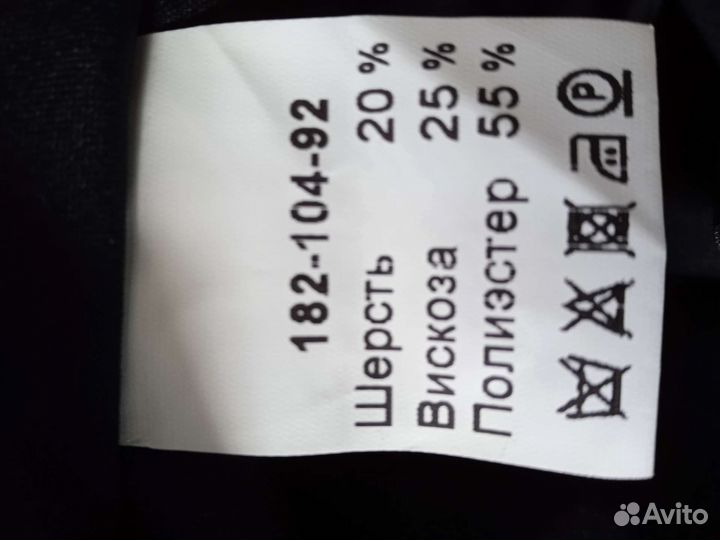 182-104-92
Шерсть 20 %
Вискоза 25 %
Полиэстер 55 %
P
Avito